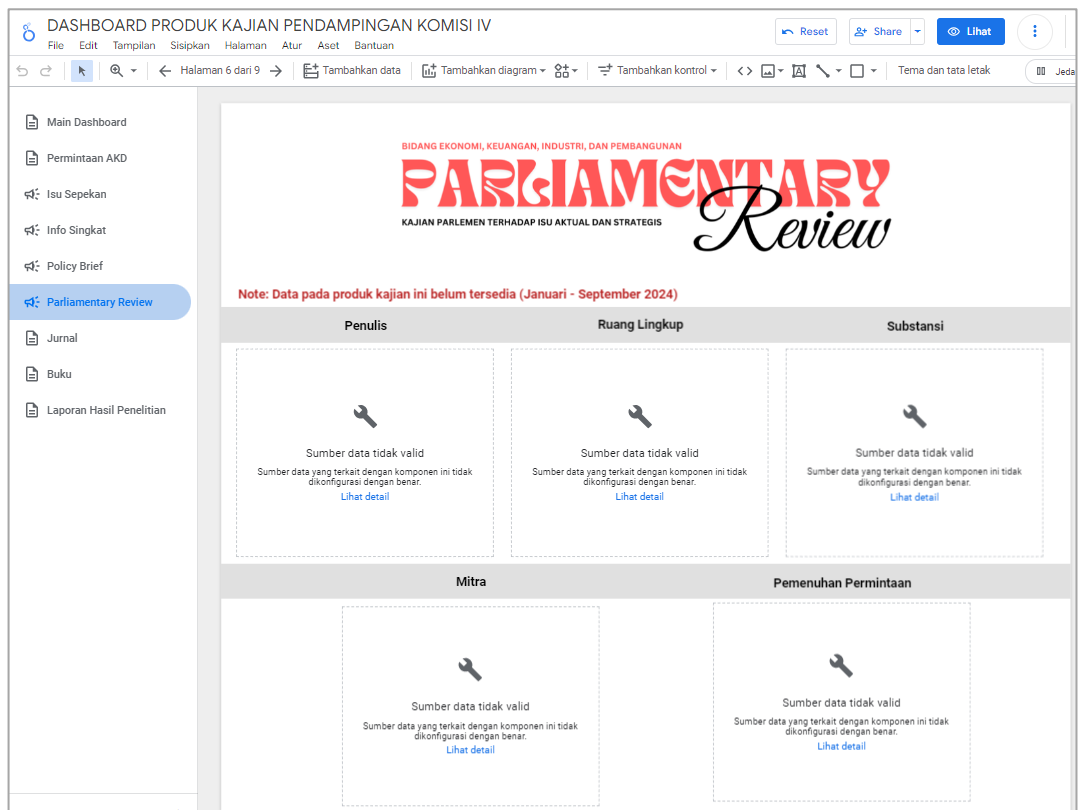 DASHBOARD PRODUK KAJIAN PENDAMPINGAN KOMISI IV
File Edit Tampilan Sisipkan Halaman Atur Aset Bantuan
Reset
Share
Lihat
Halaman 6 dari 9
Tambahkan data
Tambahkan diagram
Tambahkan kontrol
Tema dan tata letak
Jeda
Main Dashboard
Permintaan AKD
Isu Sepekan
Info Singkat
Policy Brief
Parliamentary Review
Jurnal
Buku
Laporan Hasil Penelitian
BIDANG EKONOMI, KEUANGAN, INDUSTRI, DAN PEMBANGUNAN
PARLIAMENTARY
KAJIAN PARLEMEN TERHADAP ISU AKTUAL DAN STRATEGIS
Review
Note: Data pada produk kajian ini belum tersedia (Januari - September 2024)
Penulis
Ruang Lingkup
Substansi
Sumber data tidak valid
Sumber data yang terkait dengan komponen ini tidak
dikonfigurasi dengan benar.
Lihat detail
Sumber data tidak valid
Sumber data yang terkait dengan komponen ini tidak
dikonfigurasi dengan benar.
Lihat detail
Sumber data tidak valid
Sumber data yang terkait dengan komponen ini tidak
dikonfigurasi dengan benar.
Lihat detail
Mitra
Pemenuhan Permintaan
Sumber data tidak valid
Sumber data yang terkait dengan komponen ini tidak
dikonfigurasi dengan benar.
Lihat detail
Sumber data tidak valid
Sumber data yang terkait dengan komponen ini tidak
dikonfigurasi dengan benar.
Lihat detail